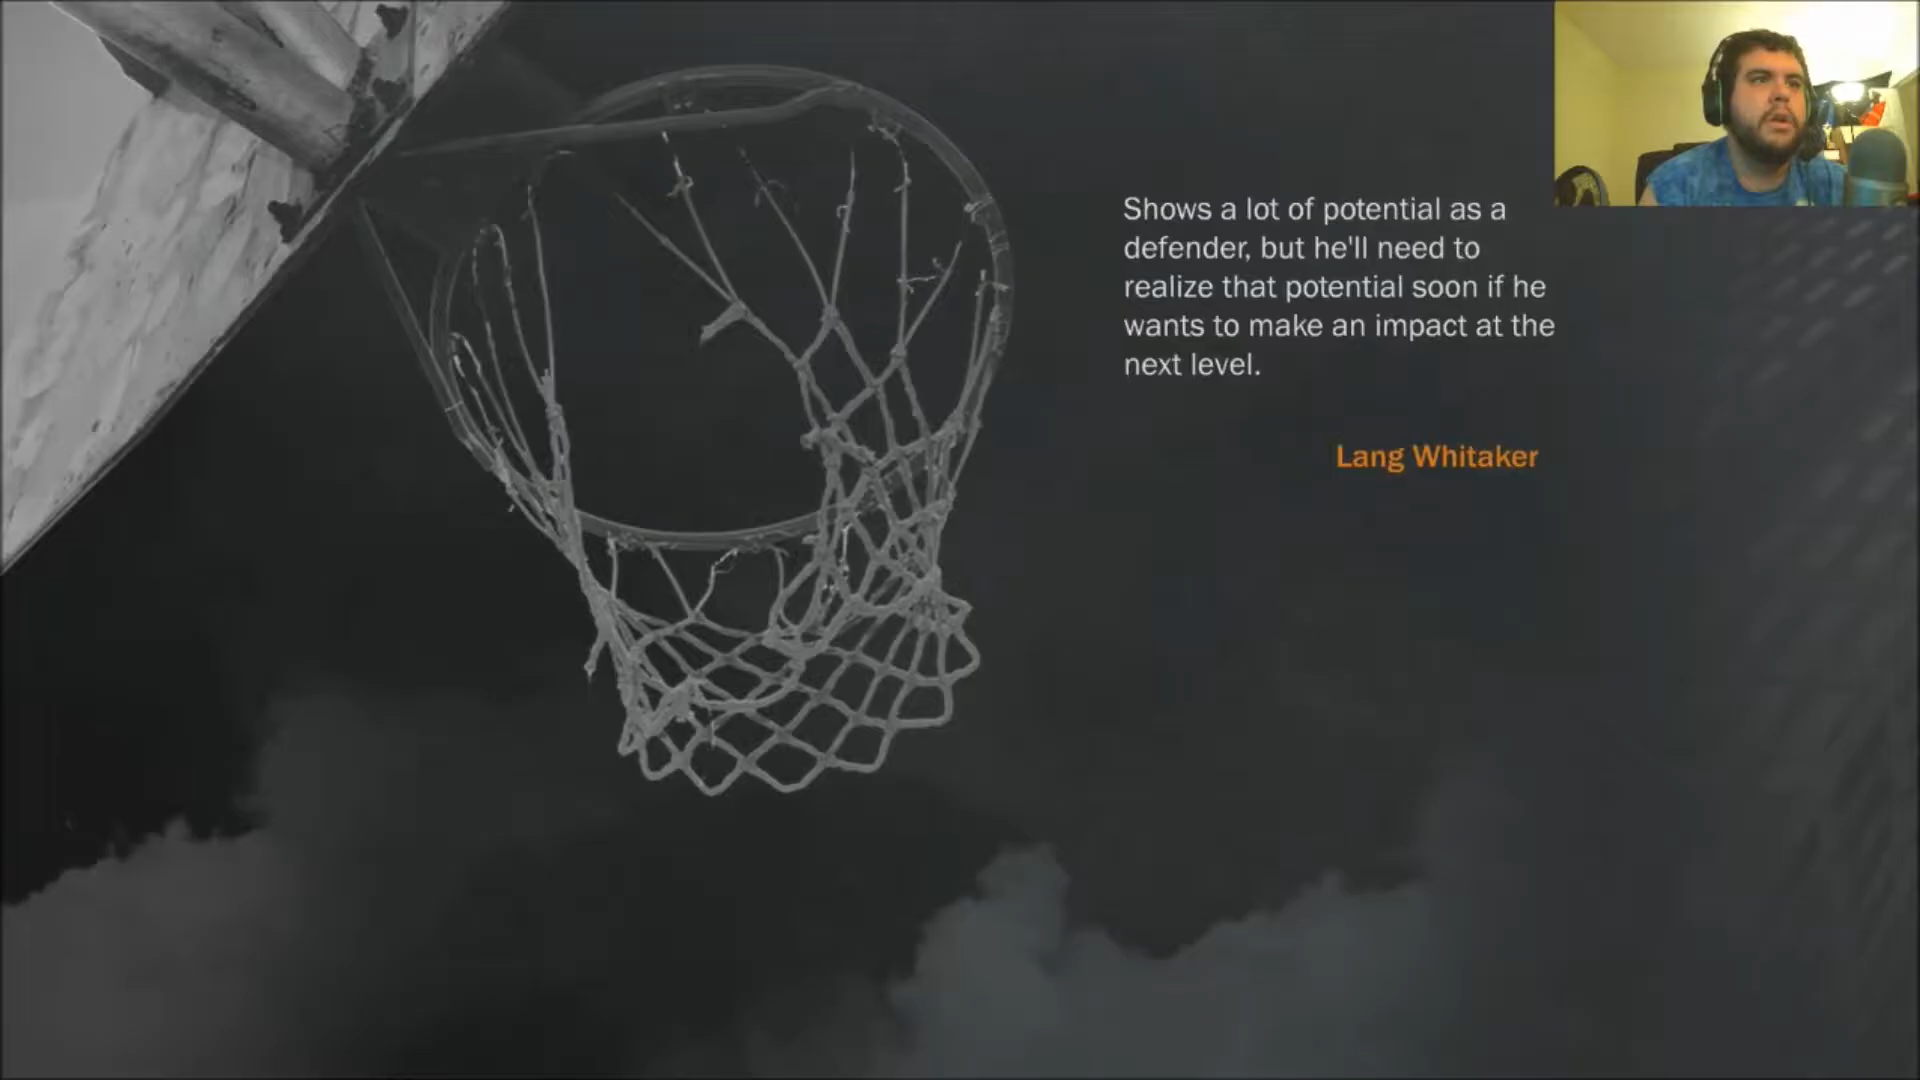 Shows a lot of potential as a
defender, but he'll need to
realize that potential soon if he
wants to make an impact at the
next level.
Lang Whitaker